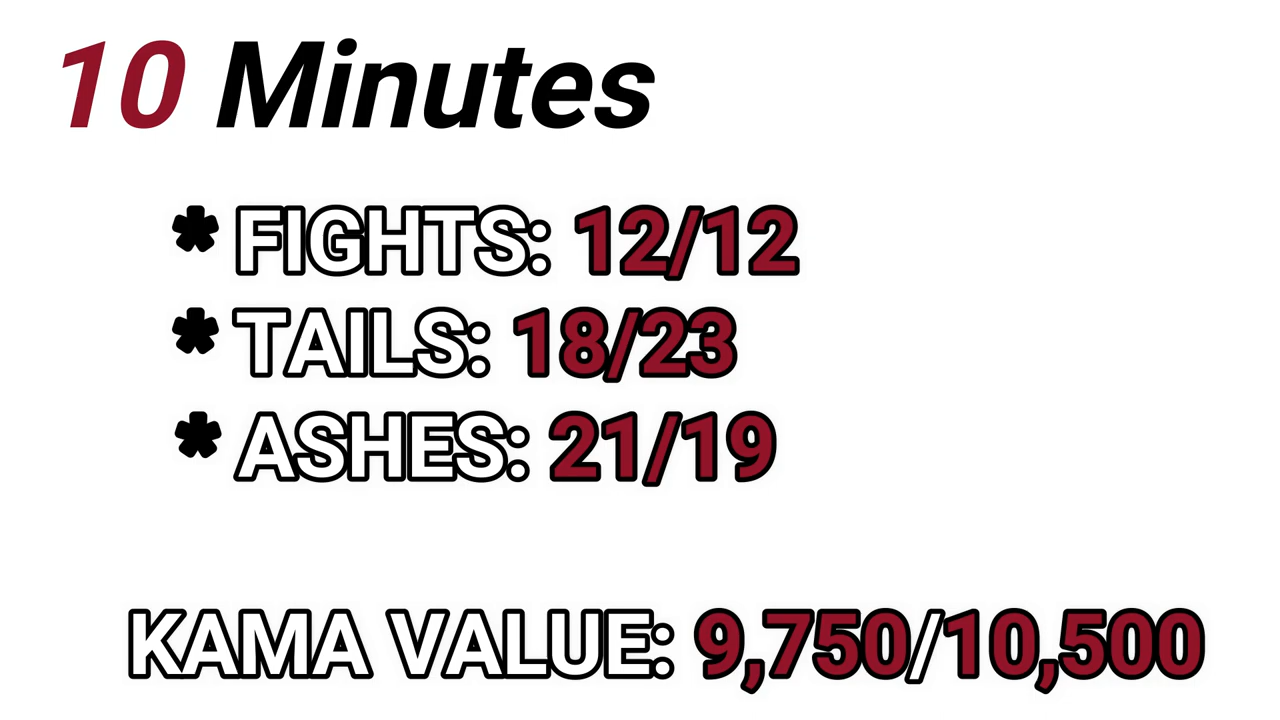 10 Minutes
* FIGHTS: 12/12
* TAILS: 18/23
* ASHES: 21/19
KAMA VALUE: 9,750/10,500